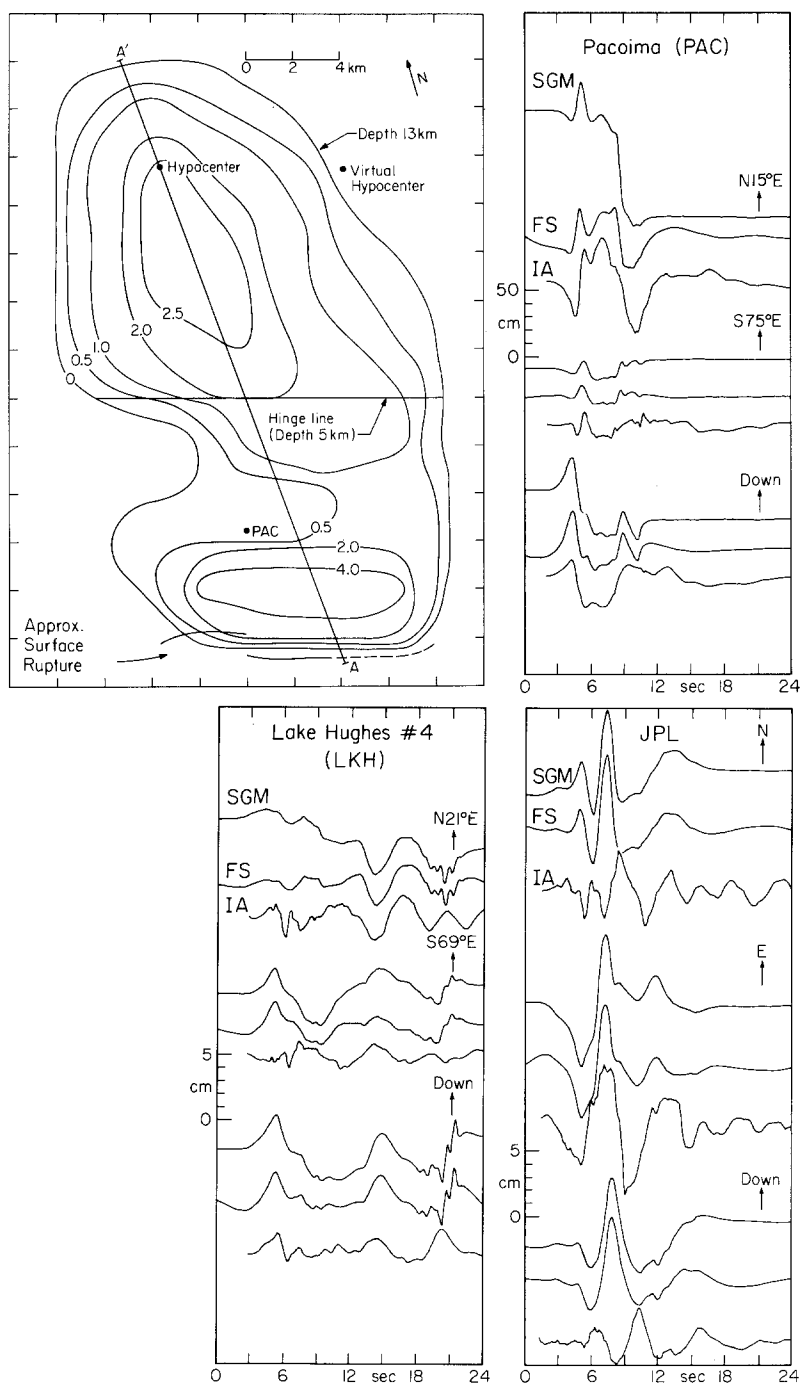 A'
0 2 4 km
N
Depth 13km
Hypocenter
Virtual
Hypocenter
2.5
2.0
1.0
0.5
0
Hinge line
(Depth 5km)
PAC
0.5
2.0
4.0
Approx.
Surface
Rupture
A
Pacoima (PAC)
SGM
N15°E
FS
IA
50
cm
0
S75°E
Down
0 6 12 sec 18 24
Lake Hughes #4
(LKH)
SGM
N21°E
FS
IA
S69°E
5
cm
0
Down
0 6 12 sec 18 24
JPL
N
SGM
FS
IA
E
5
cm
0
Down
0 6 12 sec 18 24